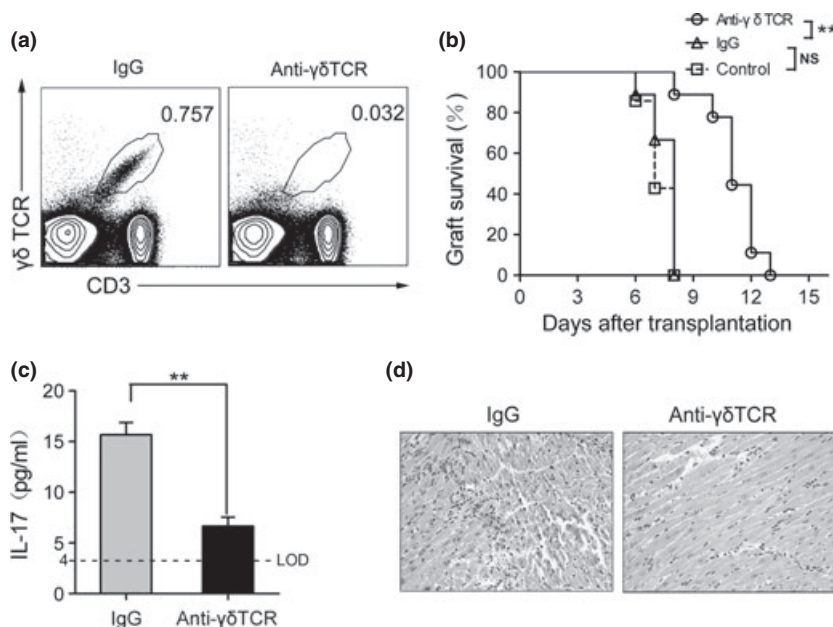 (a)
IgG
Anti-γδTCR
0.757
0.032
γδ TCR
CD3
(b)
Anti-γ δ TCR
IgG
Control
**
NS
Graft survival (%)
100
80
60
40
20
0
0 3 6 9 12 15
Days after transplantation
(c)
**
IL-17 (pg/ml)
20
15
10
5
4
0
LOD
IgG Anti-γδTCR
(d)
IgG
Anti-γδTCR